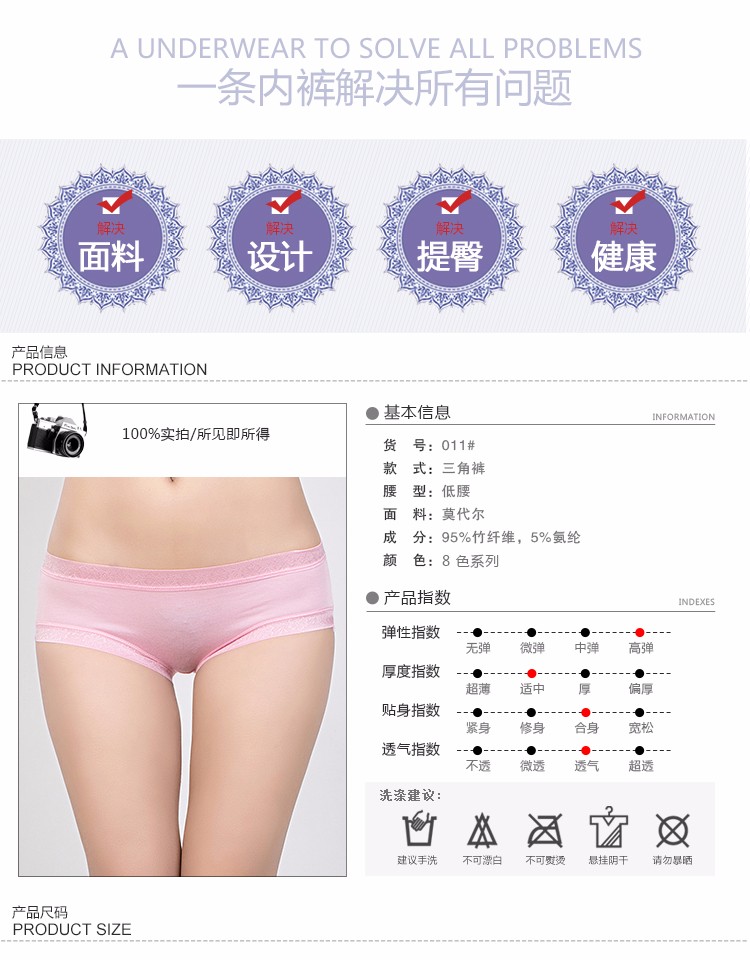 A UNDERWEAR TO SOLVE ALL PROBLEMS
一条内裤解决所有问题
解决
面料
解决
设计
解决
提臀
解决
健康
产品信息
PRODUCT INFORMATION
100%实拍/所见即所得
基本信息
INFORMATION
货 号：011#
款 式：三角裤
腰 型：低腰
面 料：莫代尔
成 分：95%竹纤维，5%氨纶
颜 色：8 色系列
产品指数
INDEXES
弹性指数
无弹 微弹 中弹 高弹
厚度指数
超薄 适中 厚 偏厚
贴身指数
紧身 修身 合身 宽松
透气指数
不透 微透 透气 超透
洗涤建议：
建议手洗 不可漂白 不可熨烫 悬挂阴干 请勿暴晒
产品尺码
PRODUCT SIZE